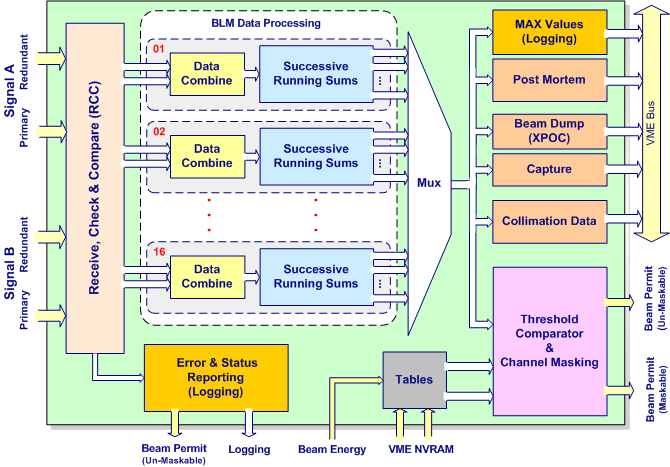 BLM Data Processing
Signal A
Redundant
Primary
Signal B
Redundant
Primary
Receive, Check & Compare (RCC)
01
Data
Combine
Successive
Running Sums
...
02
Data
Combine
Successive
Running Sums
...
16
Data
Combine
Successive
Running Sums
...
Mux
MAX Values
(Logging)
Post Mortem
Beam Dump
(XPOC)
Capture
Collimation Data
VME Bus
Threshold
Comparator
&
Channel Masking
Beam Permit
(Un-Maskable)
Beam Permit
(Maskable)
Error & Status
Reporting
(Logging)
Tables
Beam Permit
(Un-Maskable)
Logging
Beam Energy
VME NVRAM